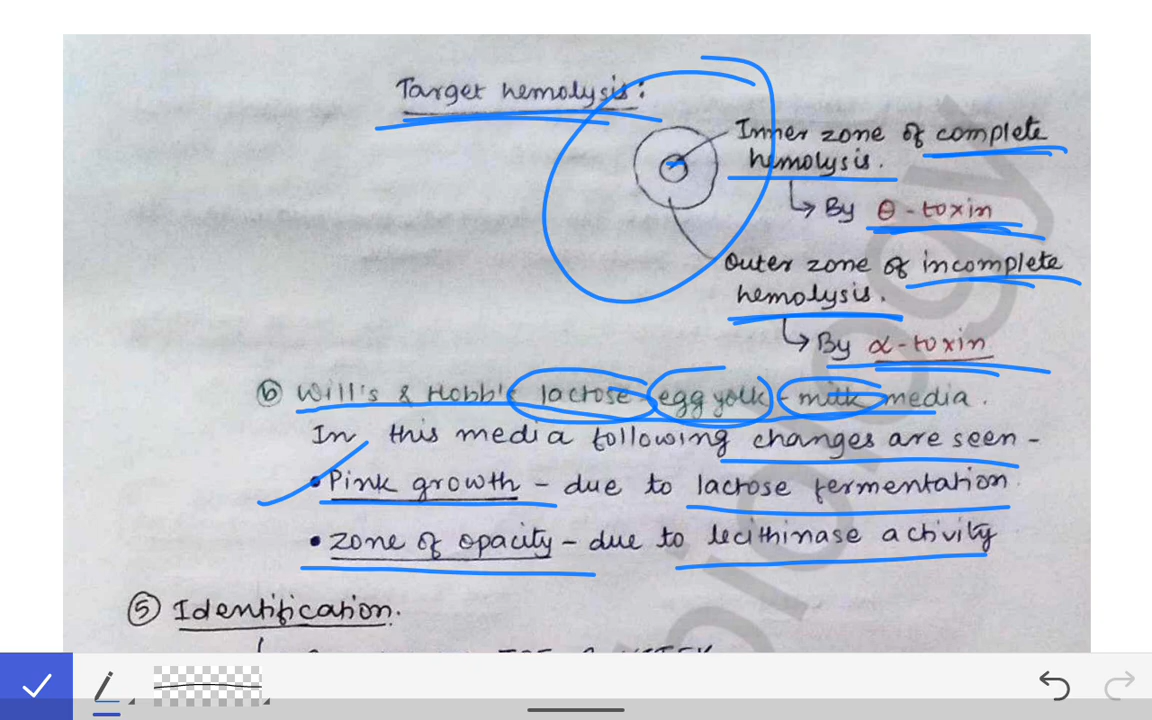 Target hemolysis:
Inner zone of complete
hemolysis.
↳ By θ-toxin
Outer zone of incomplete
hemolysis.
↳ By α-toxin
⑥ Will's & Hobb's lactose egg yolk - milk media.
In this media following changes are seen -
• Pink growth - due to lactose fermentation
• Zone of opacity - due to lecithinase activity
⑤ Identification.